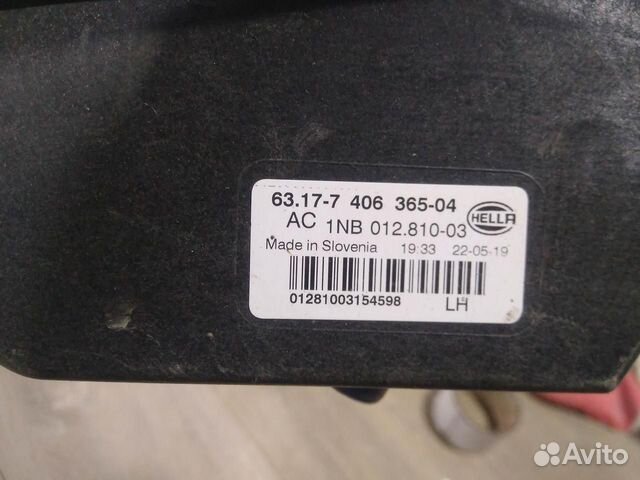 63.17-7 406 365-04
AC 1NB 012.810-03 HELLA
Made in Slovenia 19:33 22-05-19
01281003154598 LH
Avito